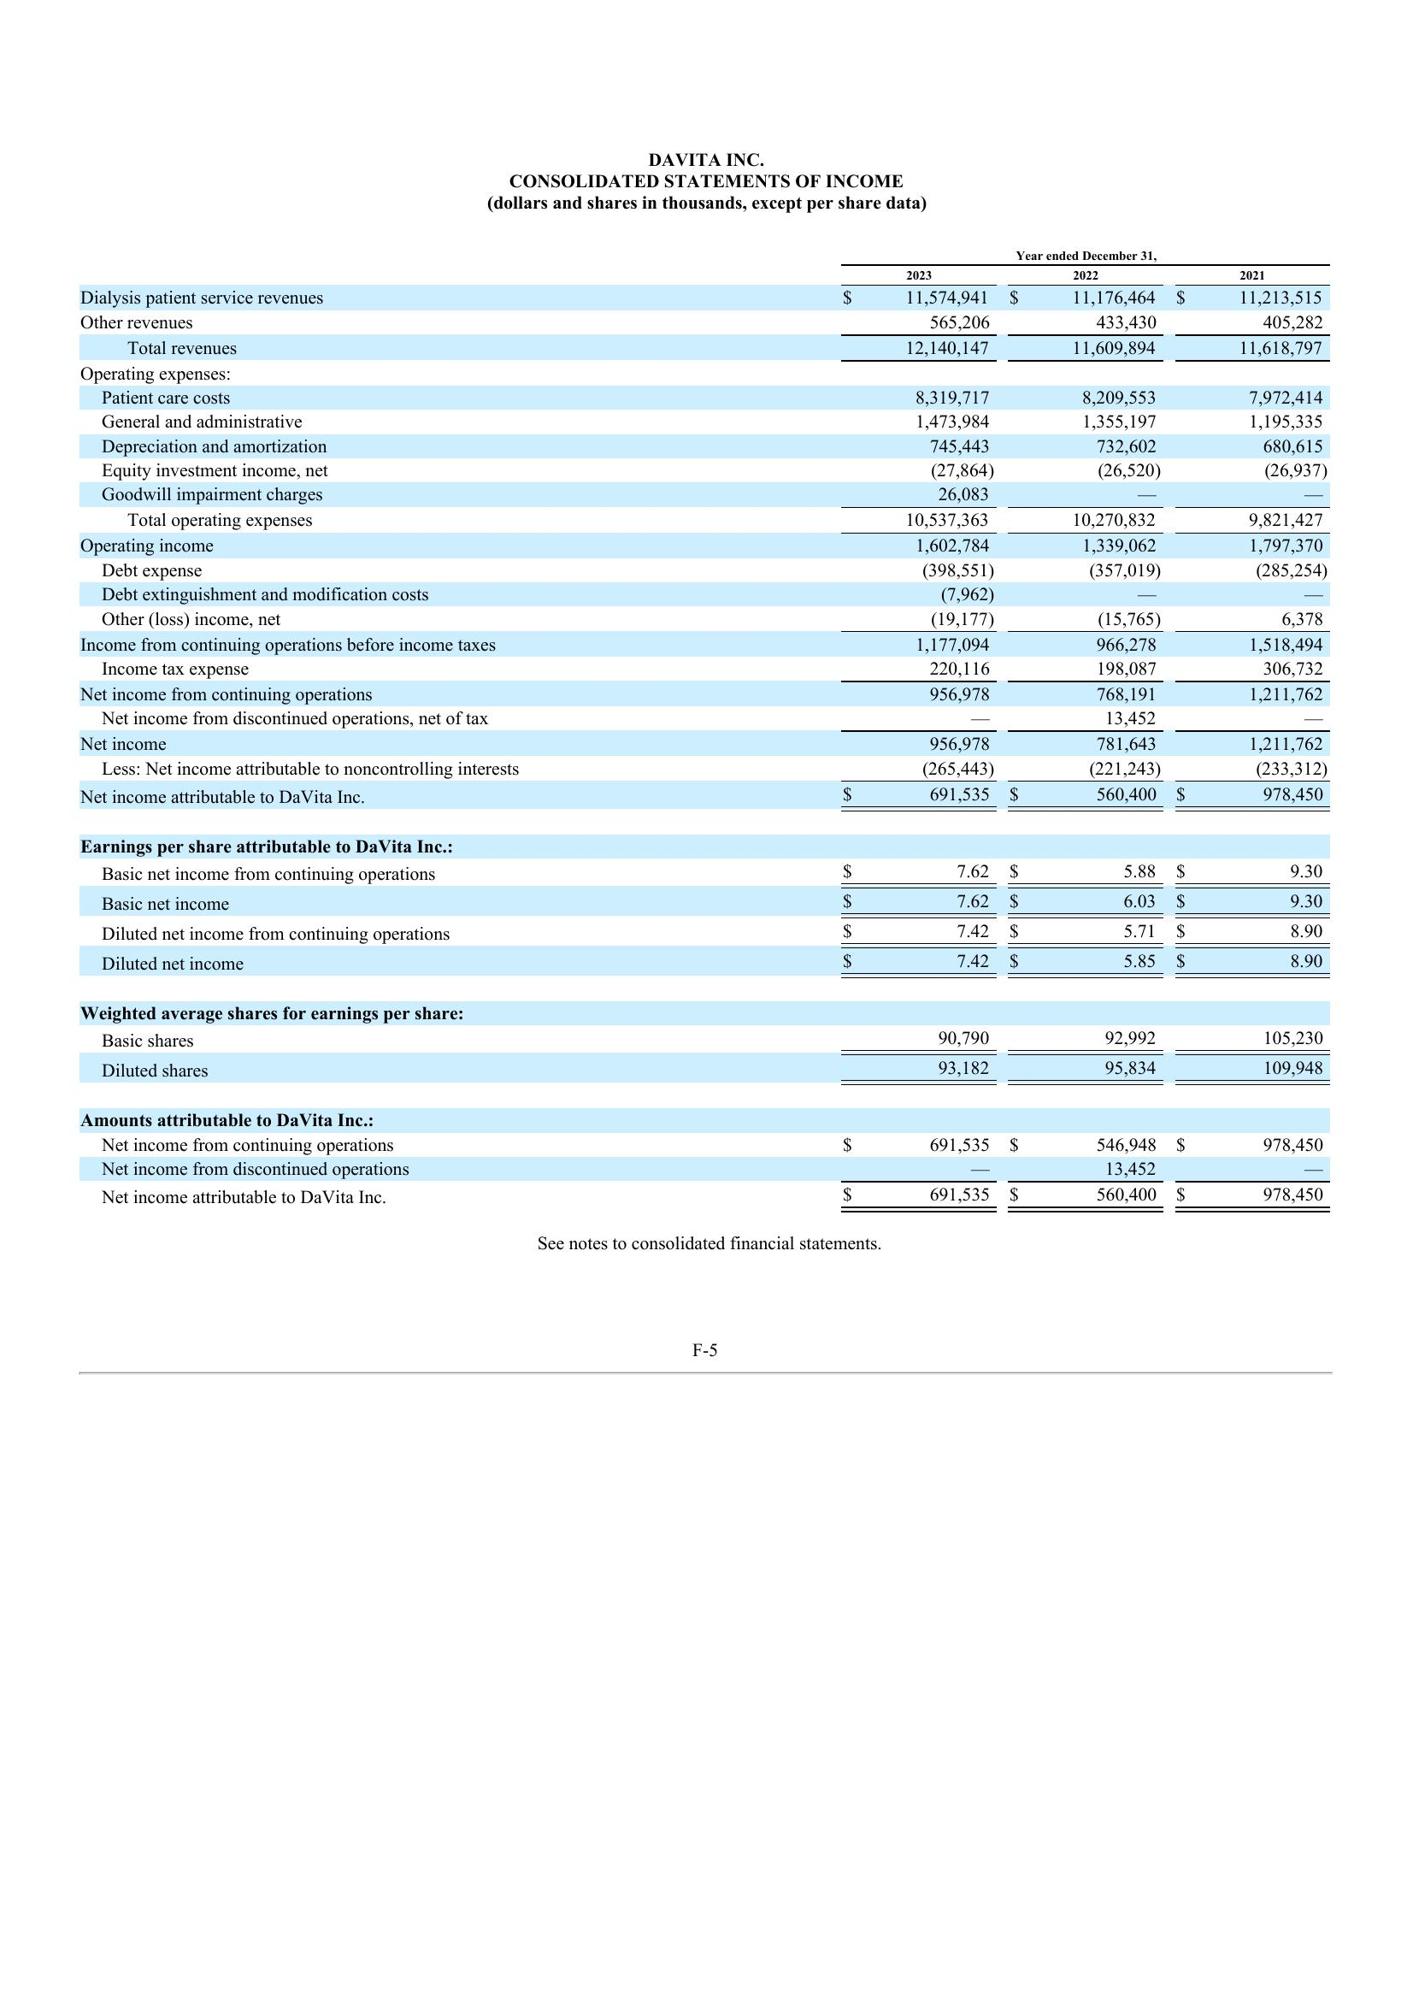 DAVITA INC.
CONSOLIDATED STATEMENTS OF INCOME
(dollars and shares in thousands, except per share data)
Year ended December 31,
2023 2022 2021
Dialysis patient service revenues $ 11,574,941 $ 11,176,464 $ 11,213,515
Other revenues 565,206 433,430 405,282
Total revenues 12,140,147 11,609,894 11,618,797
Operating expenses:
Patient care costs 8,319,717 8,209,553 7,972,414
General and administrative 1,473,984 1,355,197 1,195,335
Depreciation and amortization 745,443 732,602 680,615
Equity investment income, net (27,864) (26,520) (26,937)
Goodwill impairment charges 26,083 — —
Total operating expenses 10,537,363 10,270,832 9,821,427
Operating income 1,602,784 1,339,062 1,797,370
Debt expense (398,551) (357,019) (285,254)
Debt extinguishment and modification costs (7,962) — —
Other (loss) income, net (19,177) (15,765) 6,378
Income from continuing operations before income taxes 1,177,094 966,278 1,518,494
Income tax expense 220,116 198,087 306,732
Net income from continuing operations 956,978 768,191 1,211,762
Net income from discontinued operations, net of tax — 13,452 —
Net income 956,978 781,643 1,211,762
Less: Net income attributable to noncontrolling interests (265,443) (221,243) (233,312)
Net income attributable to DaVita Inc. $ 691,535 $ 560,400 $ 978,450
Earnings per share attributable to DaVita Inc.:
Basic net income from continuing operations $ 7.62 $ 5.88 $ 9.30
Basic net income $ 7.62 $ 6.03 $ 9.30
Diluted net income from continuing operations $ 7.42 $ 5.71 $ 8.90
Diluted net income $ 7.42 $ 5.85 $ 8.90
Weighted average shares for earnings per share:
Basic shares 90,790 92,992 105,230
Diluted shares 93,182 95,834 109,948
Amounts attributable to DaVita Inc.:
Net income from continuing operations $ 691,535 $ 546,948 $ 978,450
Net income from discontinued operations — 13,452 —
Net income attributable to DaVita Inc. $ 691,535 $ 560,400 $ 978,450
See notes to consolidated financial statements.
F-5